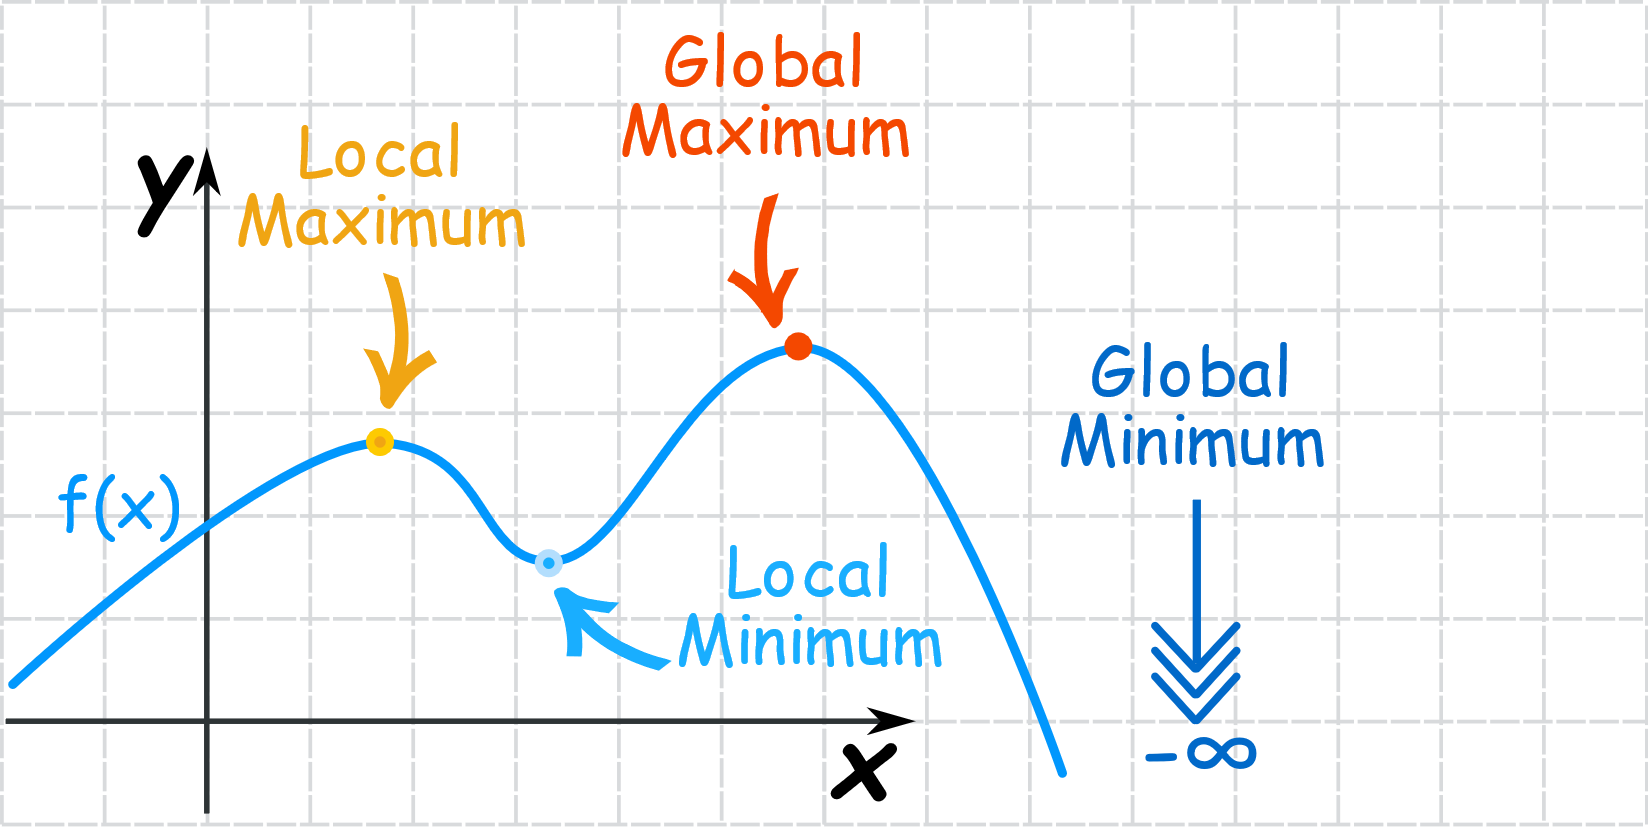 Global
Maximum
Local
Maximum
y
f(x)
Global
Minimum
Local
Minimum
x
-∞